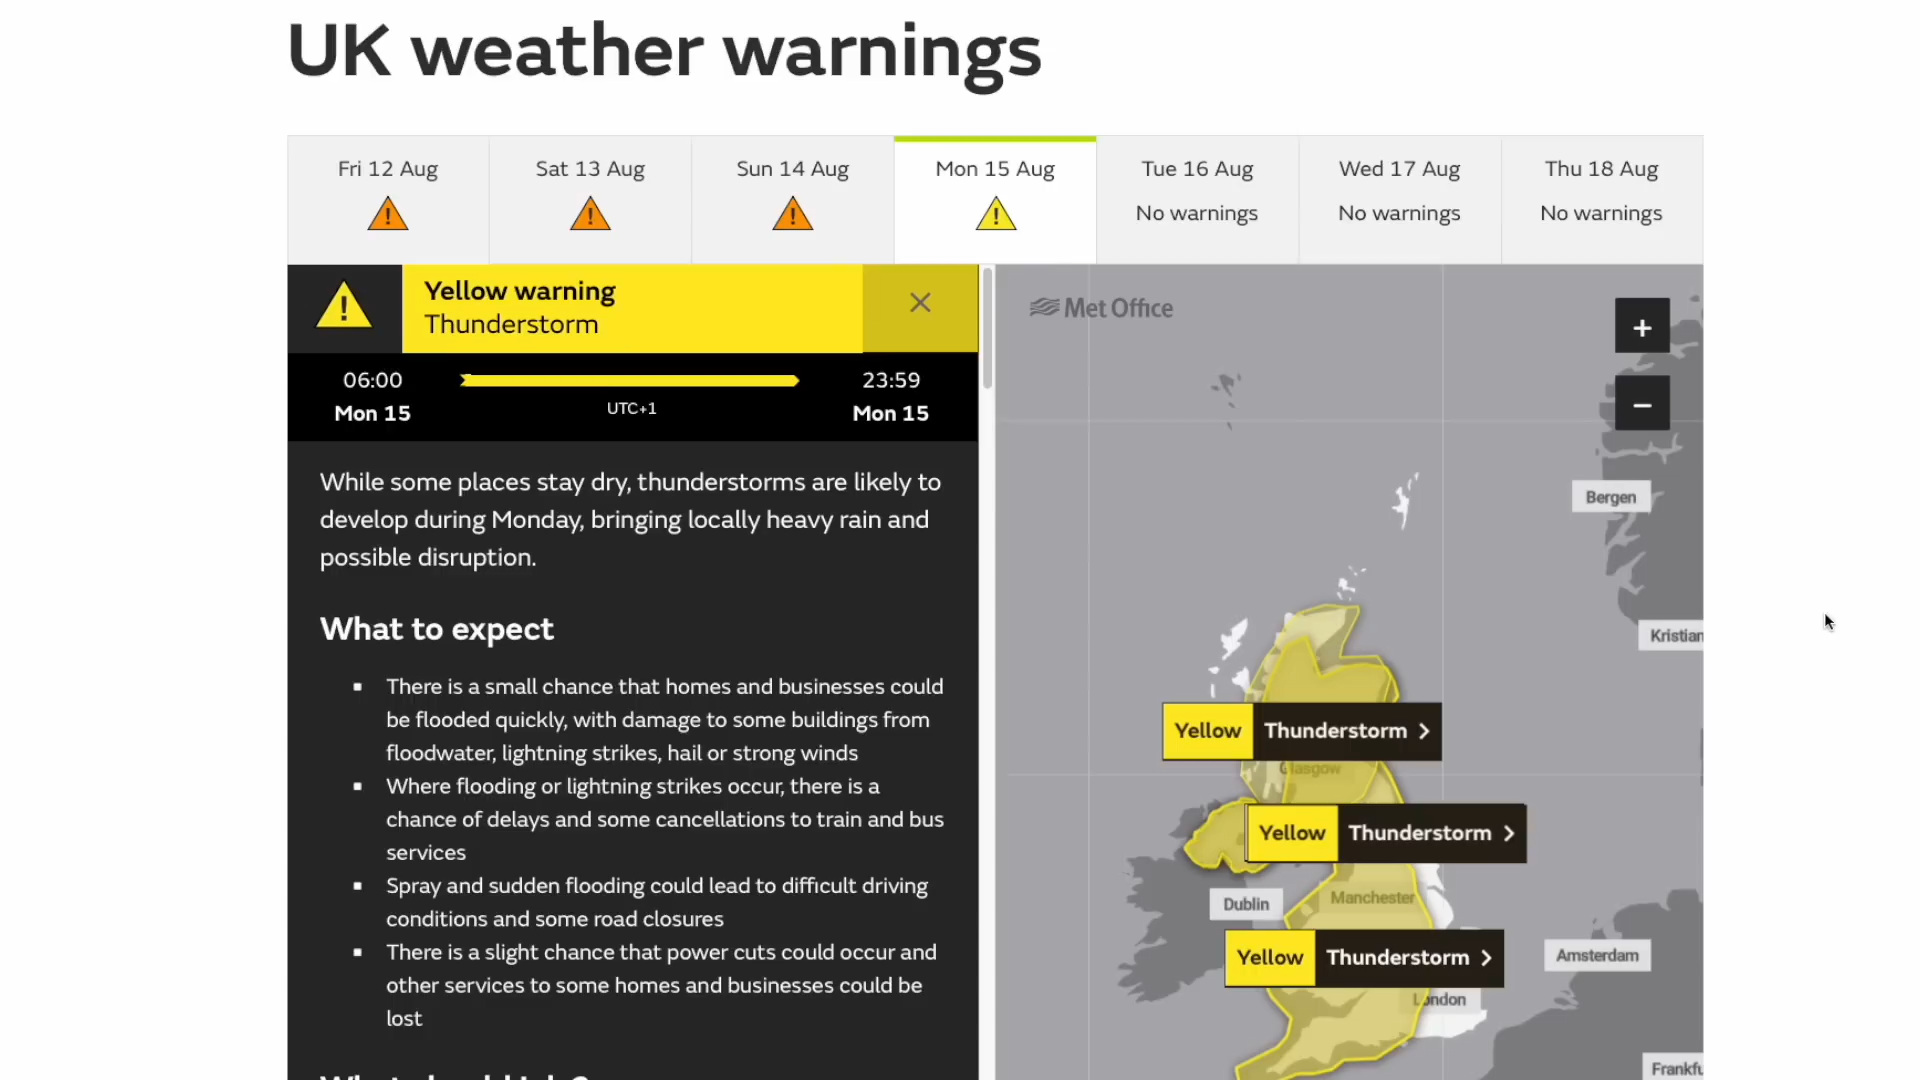 UK weather warnings
Fri 12 Aug
Sat 13 Aug
Sun 14 Aug
Mon 15 Aug
Tue 16 Aug
No warnings
Wed 17 Aug
No warnings
Thu 18 Aug
No warnings
Yellow warning
Thunderstorm
06:00
Mon 15
UTC+1
23:59
Mon 15
While some places stay dry, thunderstorms are likely to
develop during Monday, bringing locally heavy rain and
possible disruption.
What to expect
There is a small chance that homes and businesses could
be flooded quickly, with damage to some buildings from
floodwater, lightning strikes, hail or strong winds
Where flooding or lightning strikes occur, there is a
chance of delays and some cancellations to train and bus
services
Spray and sudden flooding could lead to difficult driving
conditions and some road closures
There is a slight chance that power cuts could occur and
other services to some homes and businesses could be
lost
Met Office
+
−
Bergen
Kristian
Yellow Thunderstorm
Glasgow
Yellow Thunderstorm
Manchester
Dublin
Yellow Thunderstorm
Amsterdam
London
Frankfu